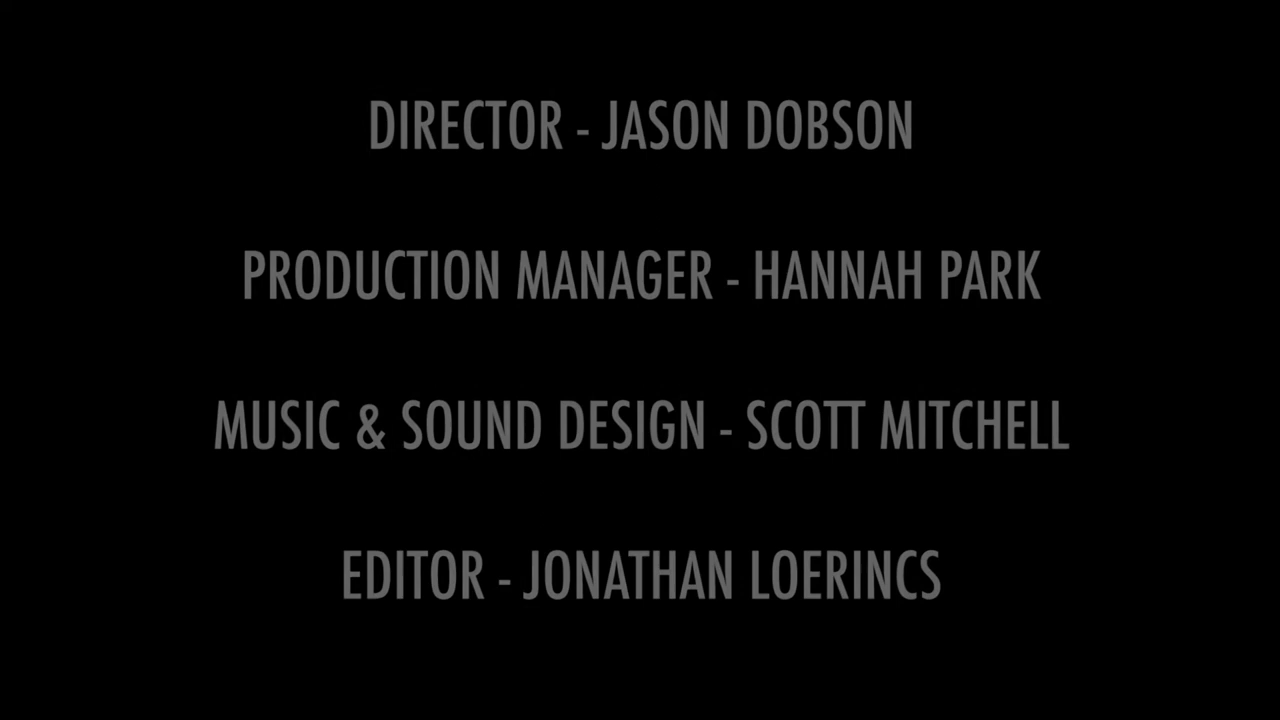 DIRECTOR - JASON DOBSON
PRODUCTION MANAGER - HANNAH PARK
MUSIC & SOUND DESIGN - SCOTT MITCHELL
EDITOR - JONATHAN LOERINCS